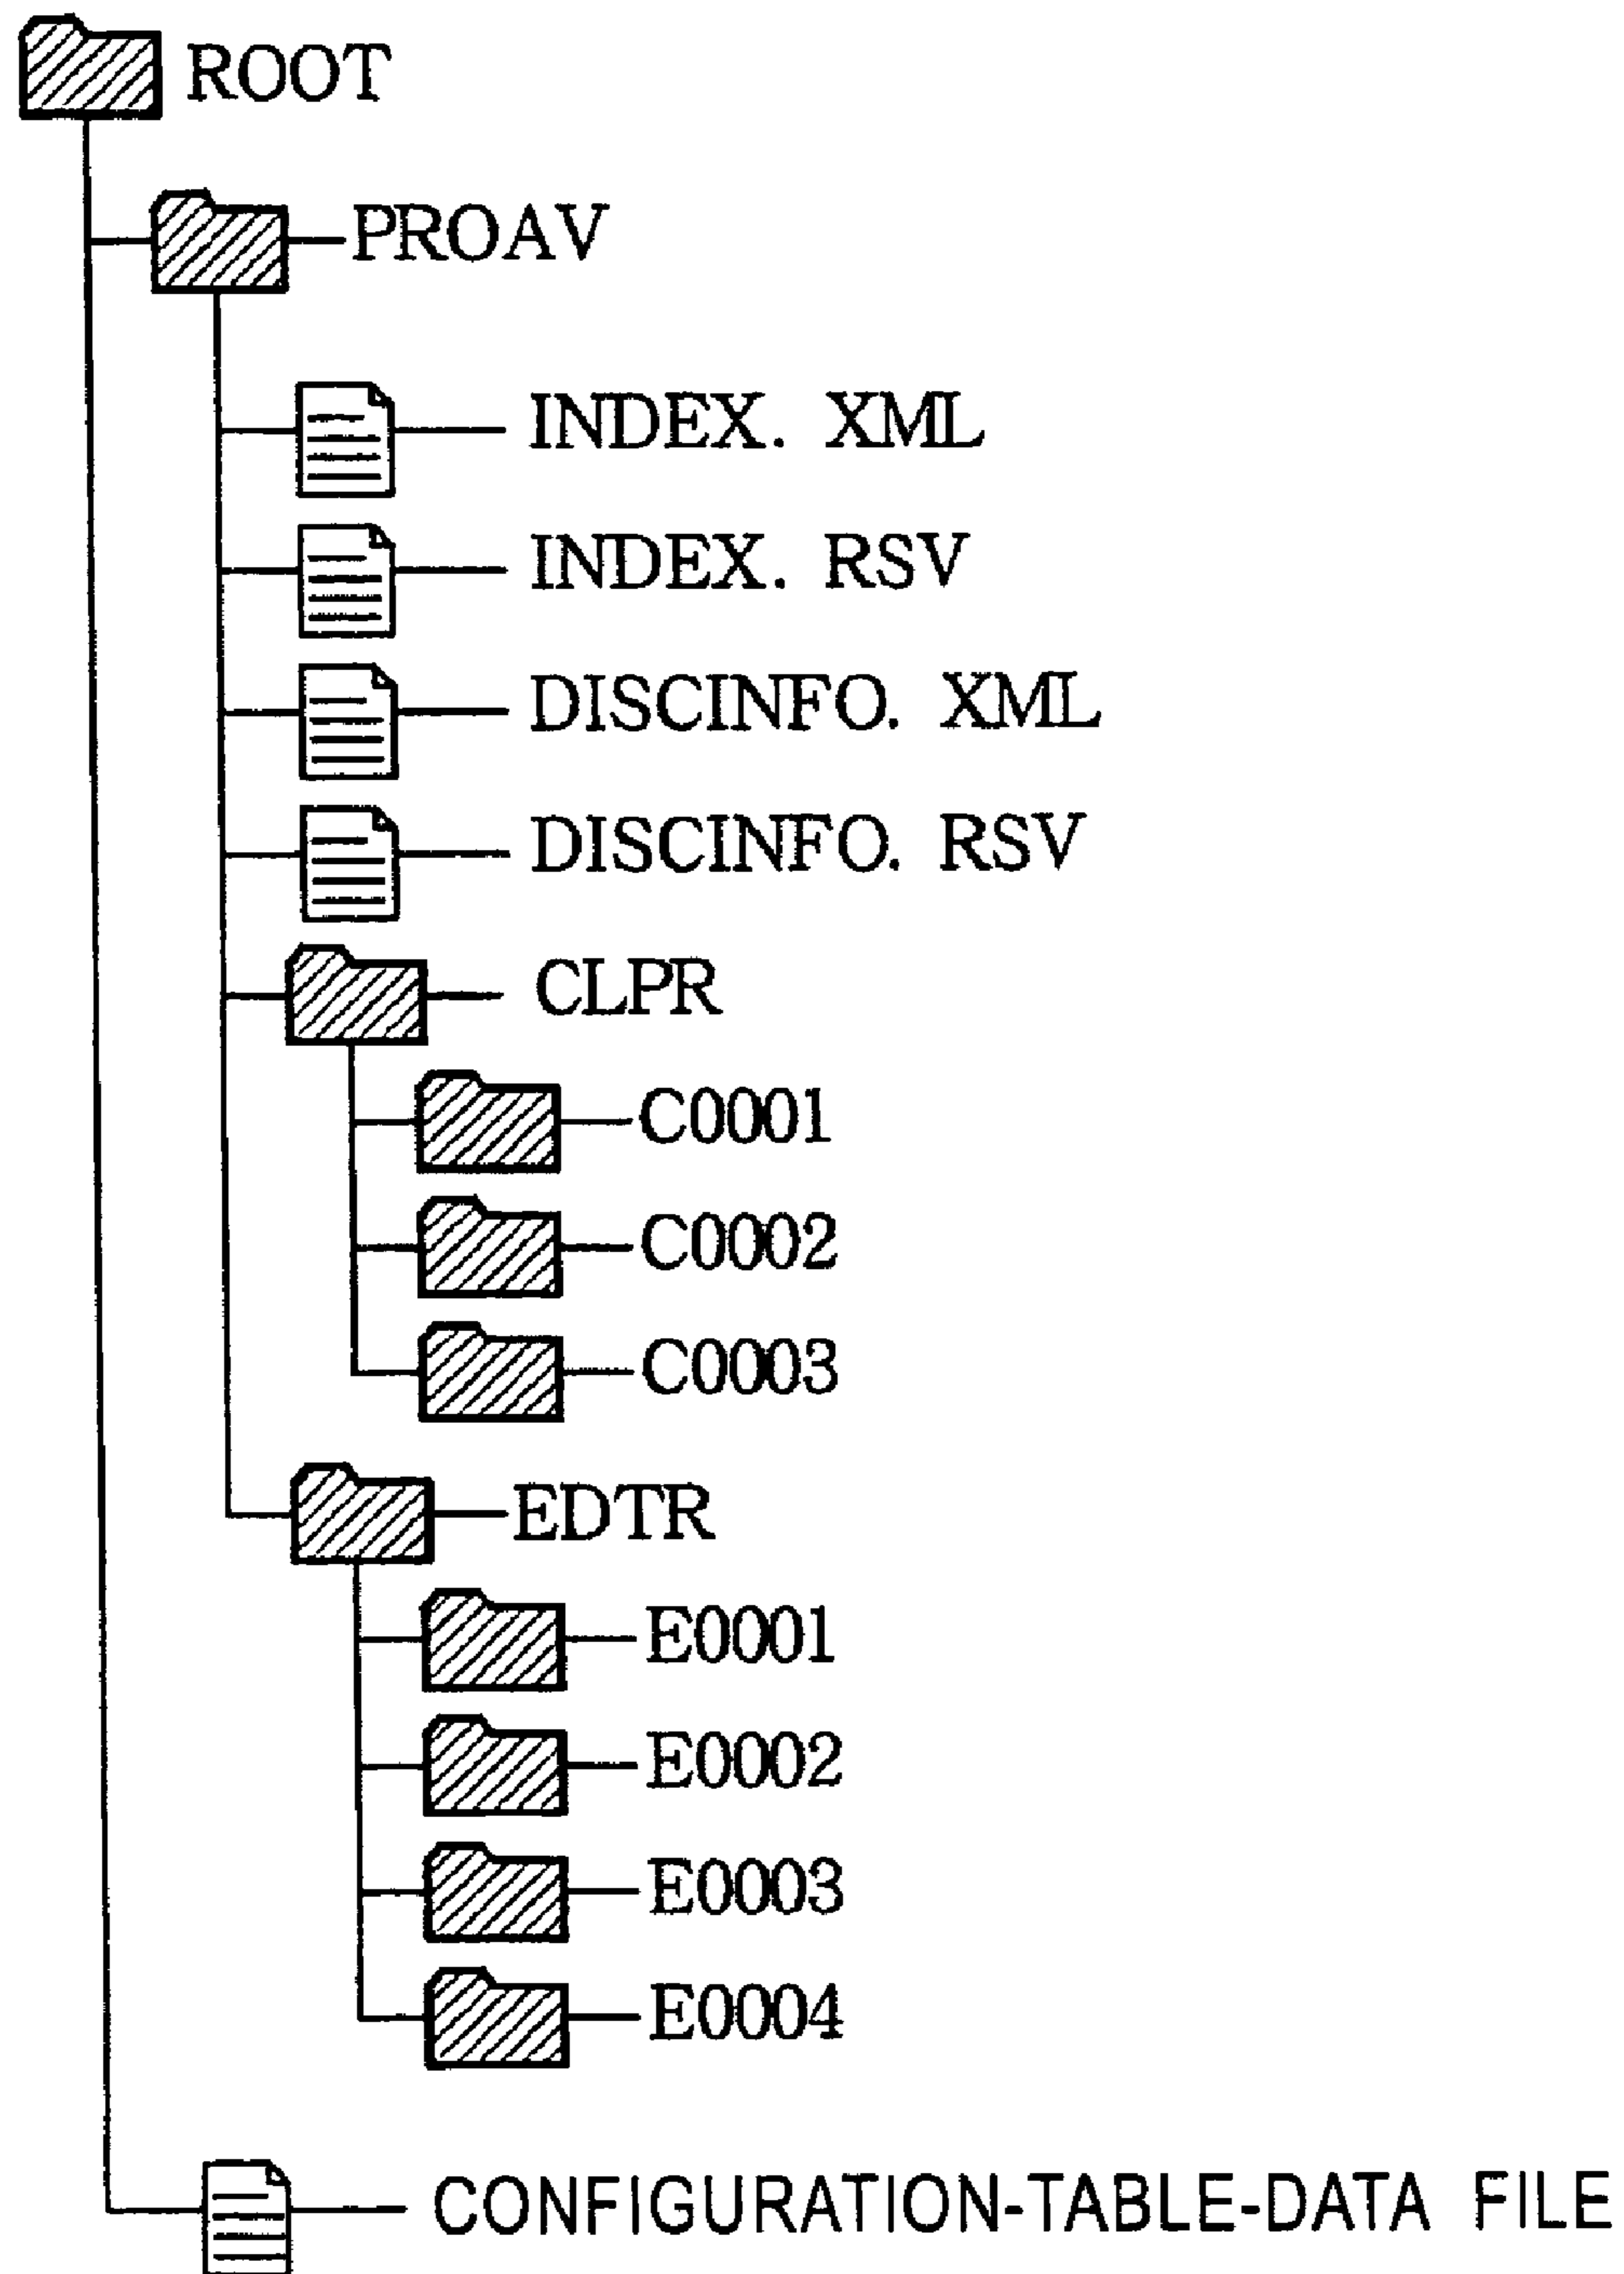 ROOT
PROAV
INDEX. XML
INDEX. RSV
DISCINFO. XML
DISCINFO. RSV
CLPR
C0001
C0002
C0003
EDTR
E0001
E0002
E0003
E0004
CONFIGURATION-TABLE-DATA FILE